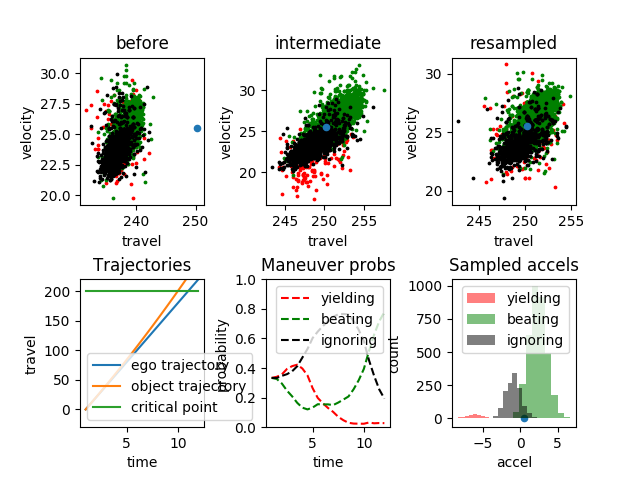 before
intermediate
resampled
velocity
30.0
27.5
25.0
22.5
20.0
240
250
travel
velocity
30
25
20
245
250
255
travel
velocity
30
25
20
245
250
255
travel
Trajectories
Maneuver probs
Sampled accels
travel
200
150
100
50
0
ego trajectory
object trajectory
critical point
5
10
time
probability
1.0
0.8
0.6
0.4
0.2
0.0
yielding
beating
ignoring
5
10
time
count
1000
750
500
250
0
yielding
beating
ignoring
−5
0
5
accel